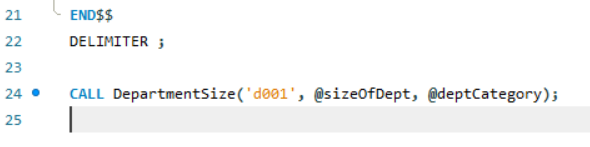 21 END$$
22 DELIMITER ;
23
24 CALL DepartmentSize('d001', @sizeOfDept, @deptCategory);
25